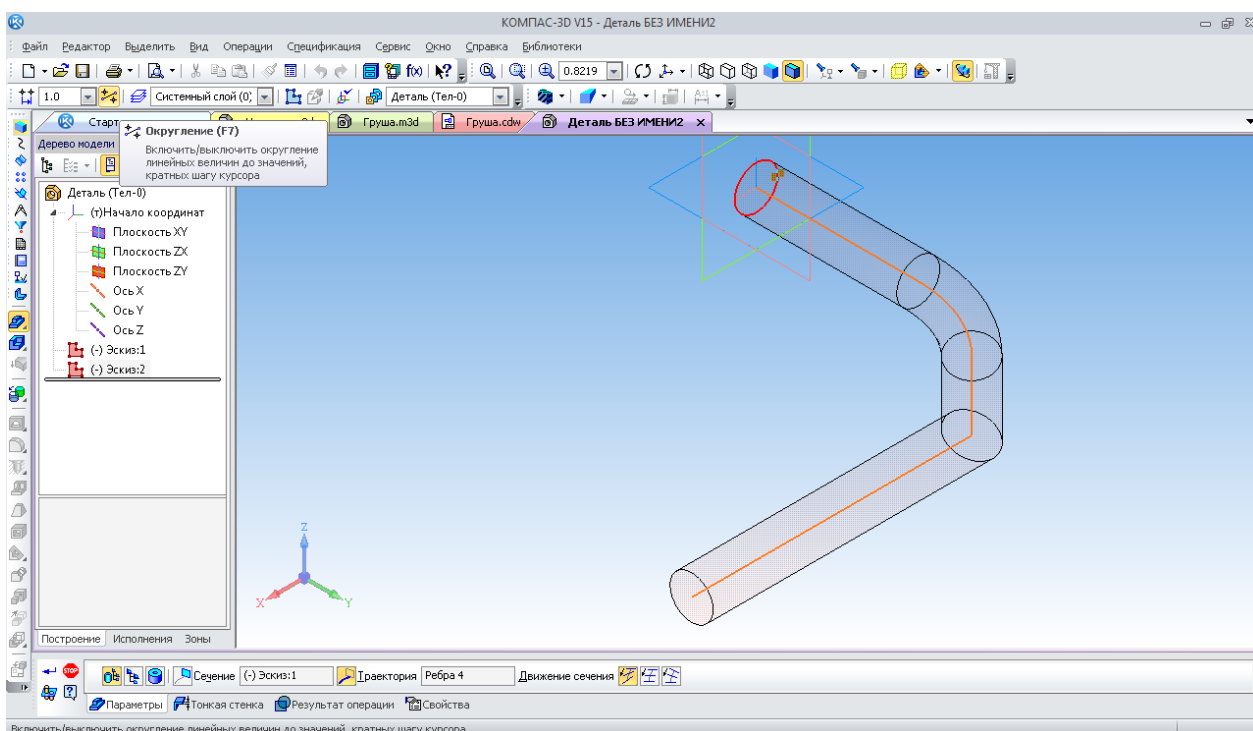 КОМПАС-3D V15 - Деталь БЕЗ ИМЕНИ2
Файл Редактор Выделить Вид Операции Спецификация Сервис Окно Справка Библиотеки
0.8219
1.0 Системный слой (0; Деталь (Тел-0)
Старт Груша.m3d Груша.cdw Деталь БЕЗ ИМЕНИ2
Округление (F7)
Включить/выключить округление
линейных величин до значений,
кратных шагу курсора
Дерево модели
Деталь (Тел-0)
(т)Начало координат
Плоскость XY
Плоскость ZX
Плоскость ZY
Ось X
Ось Y
Ось Z
(-) Эскиз:1
(-) Эскиз:2
Z
X
Y
Построение Исполнения Зоны
Сечение (-) Эскиз:1 Траектория Ребра 4 Движение сечения
Параметры Тонкая стенка Результат операции Свойства
Включить/выключить округление линейных величин до значений, кратных шагу курсора